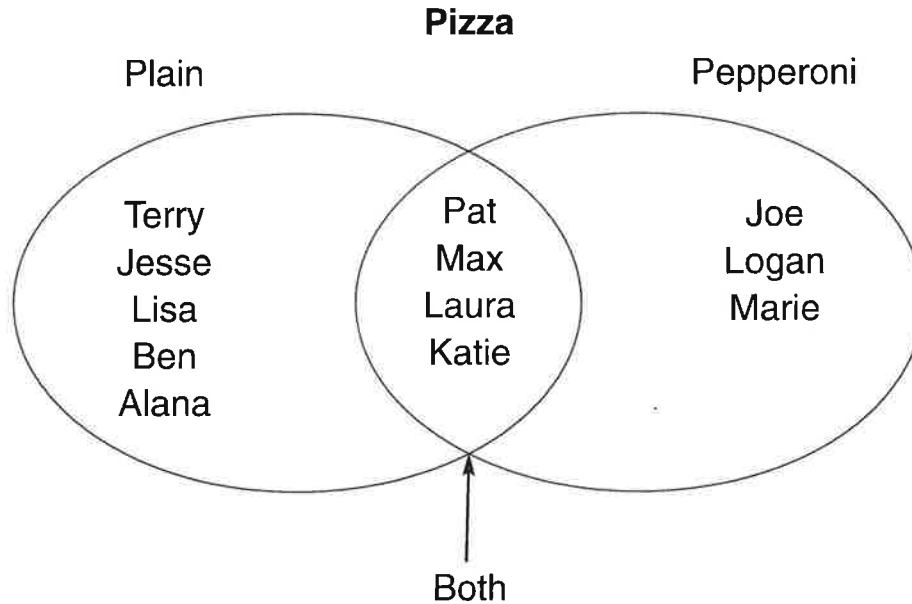 Pizza
Plain
Pepperoni
Terry
Jesse
Lisa
Ben
Alana
Pat
Max
Laura
Katie
Joe
Logan
Marie
Both